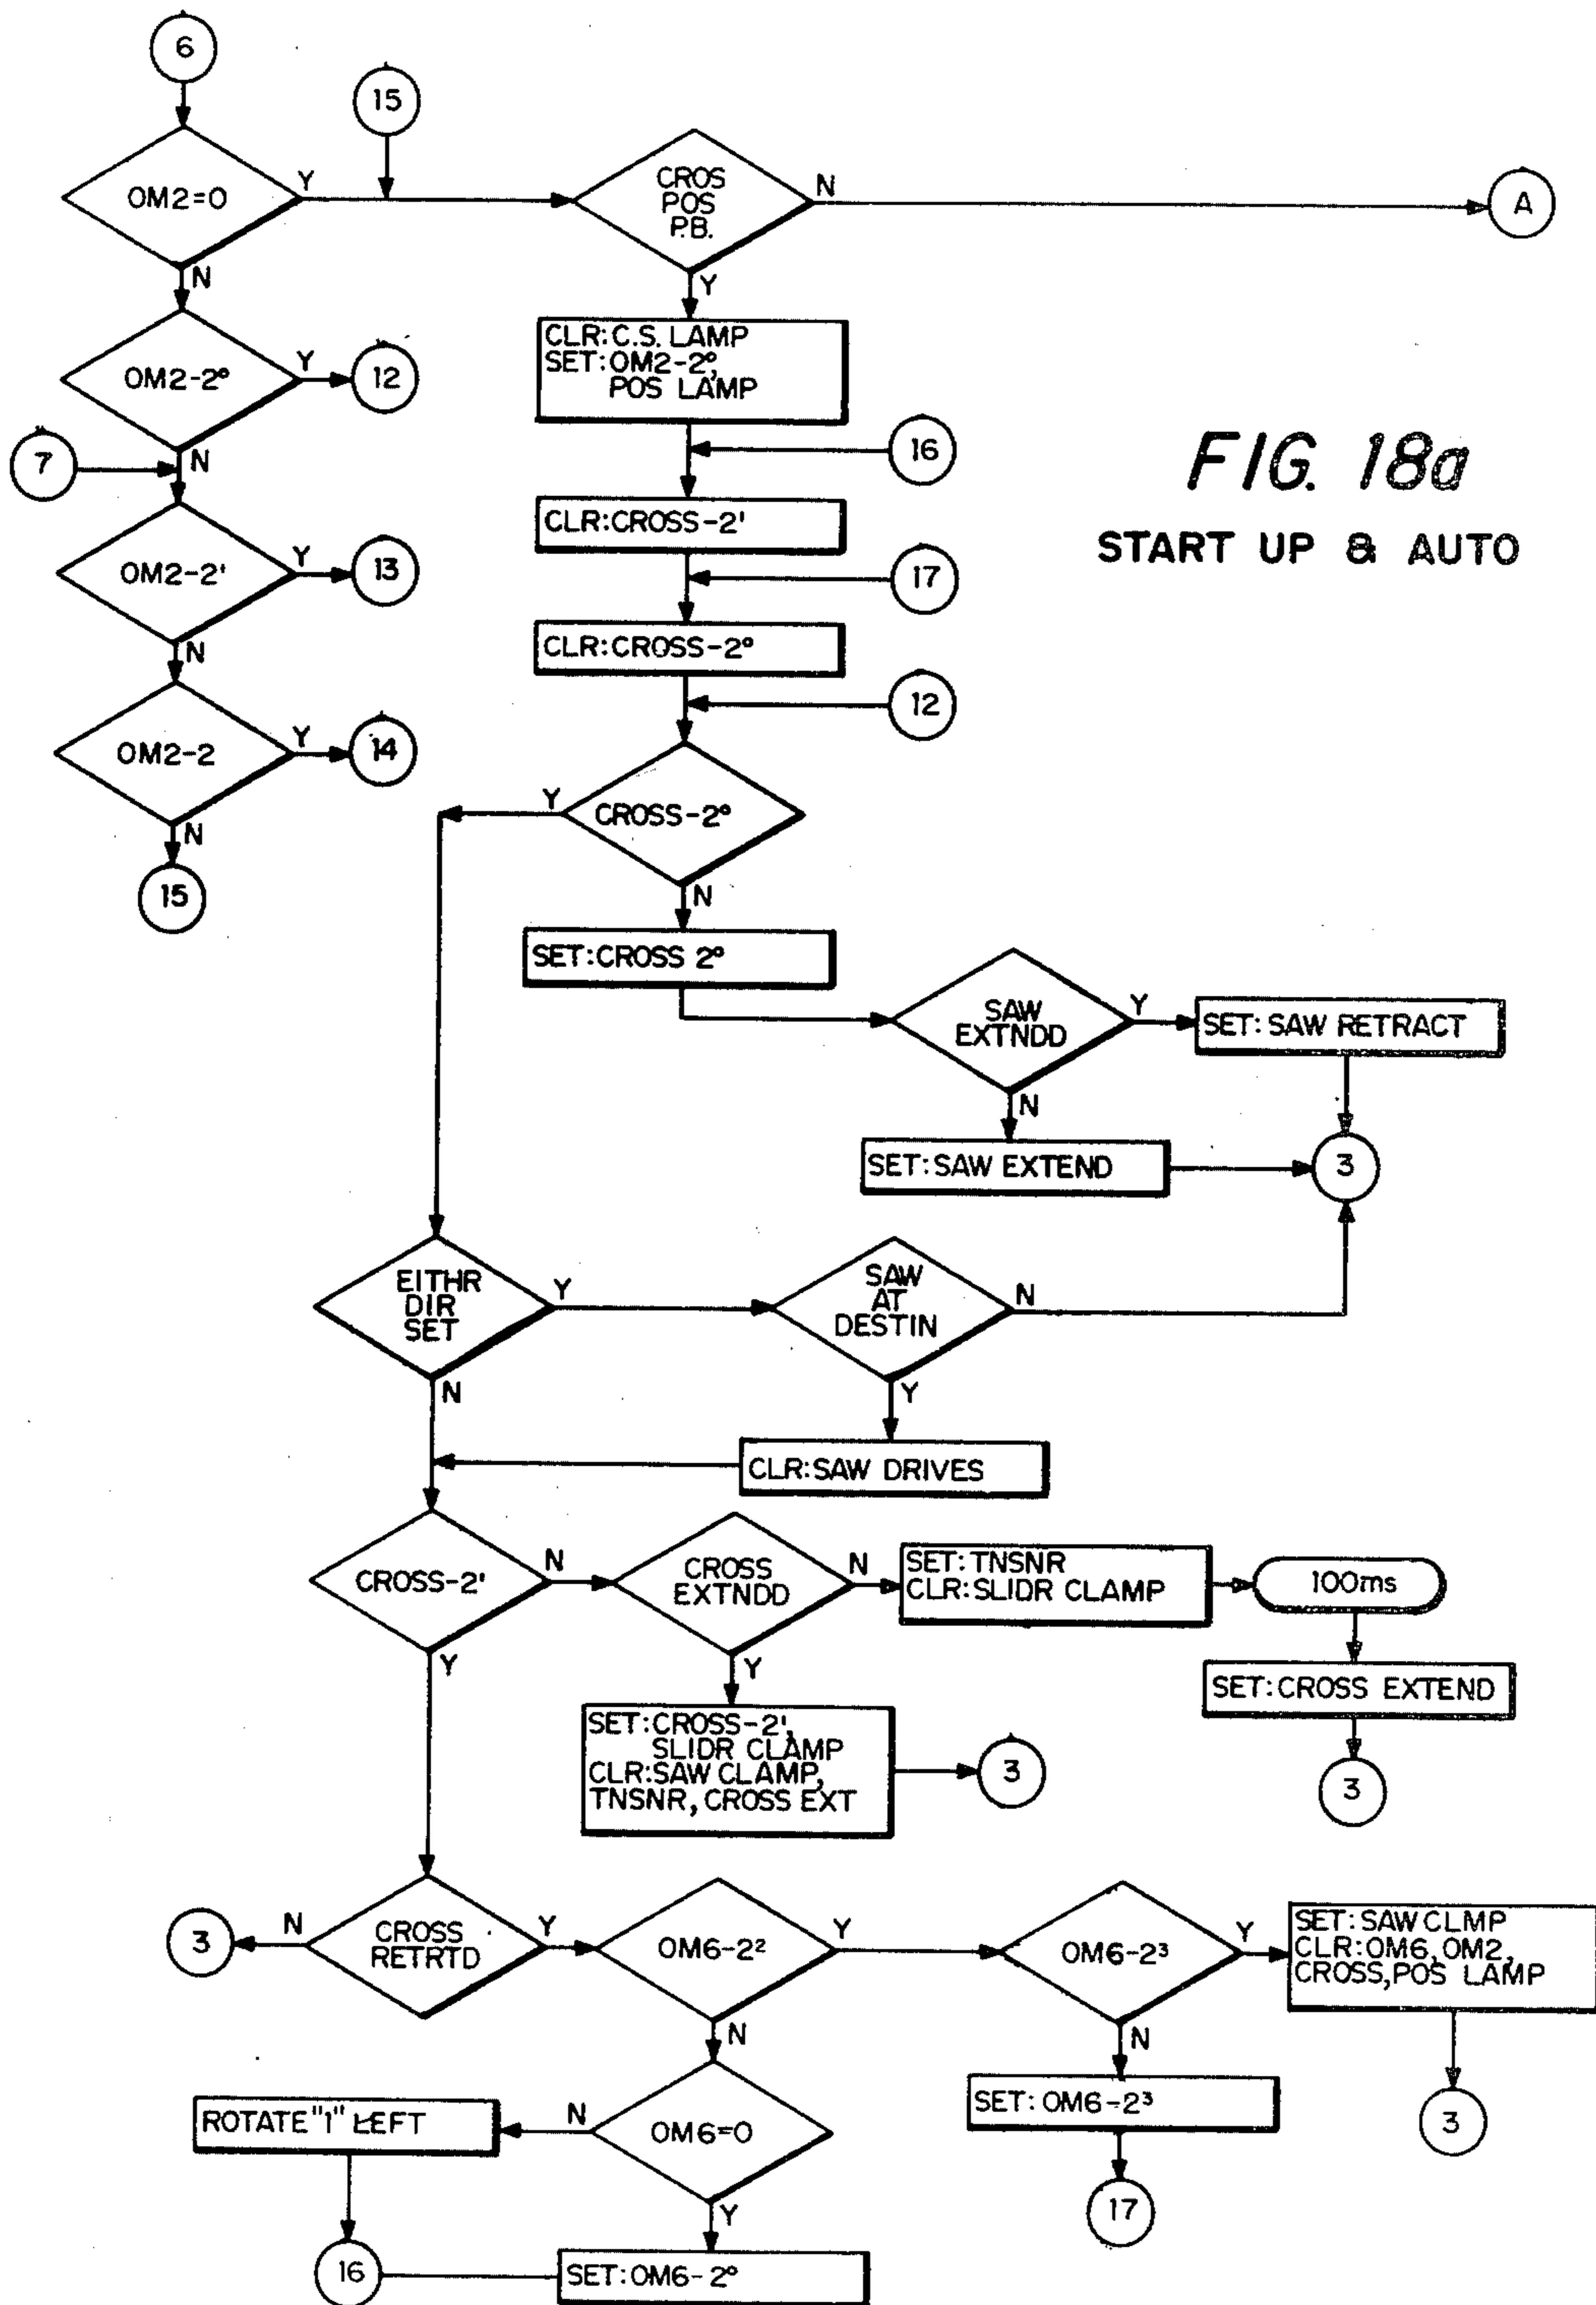 6
15
OM2=0
Y
N
CROS
POS
P.B.
N
Y
A
OM2-2°
Y
N
12
CLR:C.S. LAMP
SET:OM2-2°,
POS LAMP
7
16
FIG. 18a
START UP & AUTO
OM2-2'
Y
N
13
CLR:CROSS-2'
17
CLR:CROSS-2°
12
OM2-2
Y
N
14
15
CROSS-2°
Y
N
SET:CROSS 2°
SAW
EXTNDD
Y
N
SET:SAW RETRACT
SET:SAW EXTEND
3
EITHR
DIR
SET
Y
N
SAW
AT
DESTIN
N
Y
CLR:SAW DRIVES
CROSS-2'
N
Y
CROSS
EXTNDD
N
Y
SET:TNSNR
CLR:SLIDR CLAMP
100ms
SET:CROSS EXTEND
3
SET:CROSS-2',
SLIDR CLAMP
CLR:SAW CLAMP,
TNSNR, CROSS EXT
3
3
N
CROSS
RETRTD
Y
OM6-2²
Y
N
OM6-2³
Y
N
SET:SAW CLMP
CLR:OM6,OM2,
CROSS,POS LAMP
3
SET:OM6-2³
17
ROTATE "1" LEFT
N
OM6=0
Y
16
SET:OM6-2°